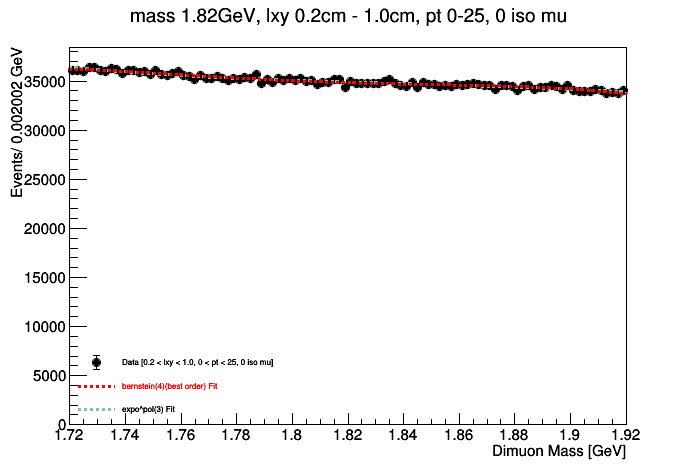 mass 1.82GeV, lxy 0.2cm - 1.0cm, pt 0-25, 0 iso mu
Events/ 0.002002 GeV
35000
30000
25000
20000
15000
10000
5000
0
Data [0.2 < lxy < 1.0, 0 < pt < 25, 0 iso mu]
bernstein(4)(best order) Fit
expo^pol(3) Fit
1.72 1.74 1.76 1.78 1.8 1.82 1.84 1.86 1.88 1.9 1.92
Dimuon Mass [GeV]